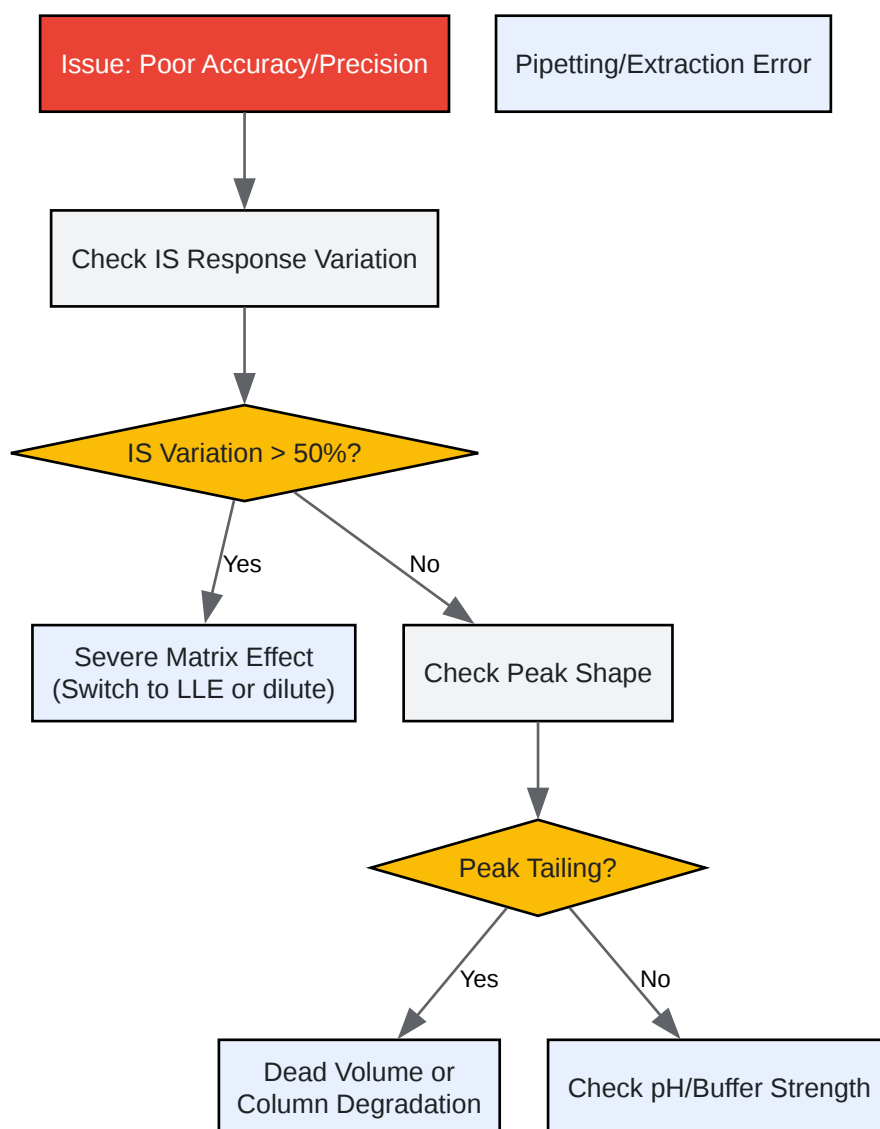 Issue: Poor Accuracy/Precision
Pipetting/Extraction Error
Check IS Response Variation
IS Variation > 50%?
Yes
No
Severe Matrix Effect
(Switch to LLE or dilute)
Check Peak Shape
Peak Tailing?
Yes
No
Dead Volume or
Column Degradation
Check pH/Buffer Strength